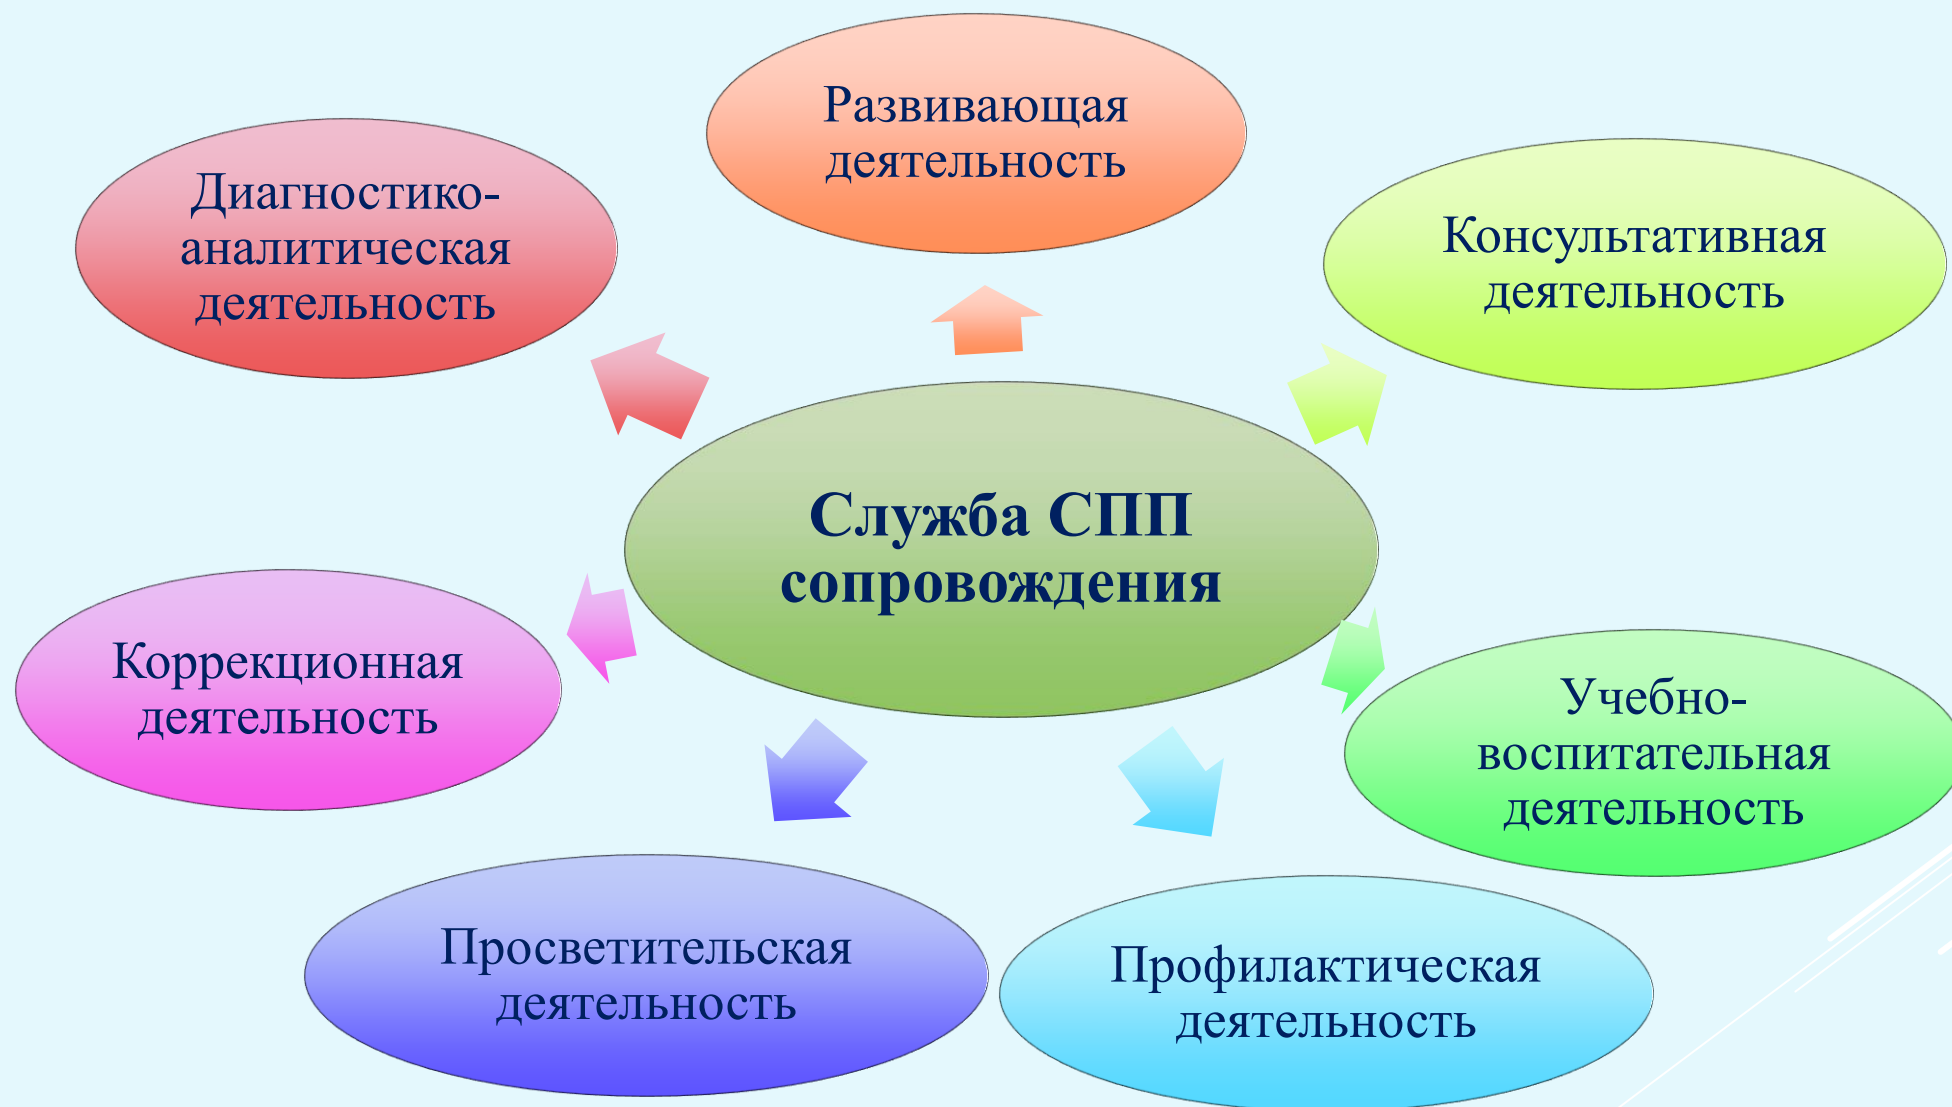 Развивающая
деятельность
Диагностико-
аналитическая
деятельность
Консультативная
деятельность
Служба СПП
сопровождения
Коррекционная
деятельность
Учебно-
воспитательная
деятельность
Просветительская
деятельность
Профилактическая
деятельность